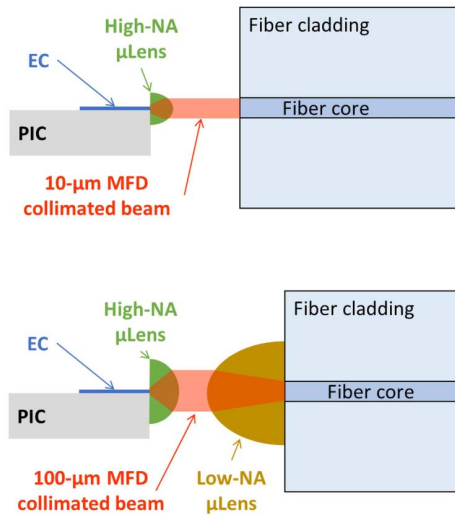 Fiber cladding
High-NA
µLens
EC
Fiber core
PIC
10-µm MFD
collimated beam
Fiber cladding
High-NA
µLens
EC
Fiber core
PIC
100-µm MFD
collimated beam
Low-NA
µLens